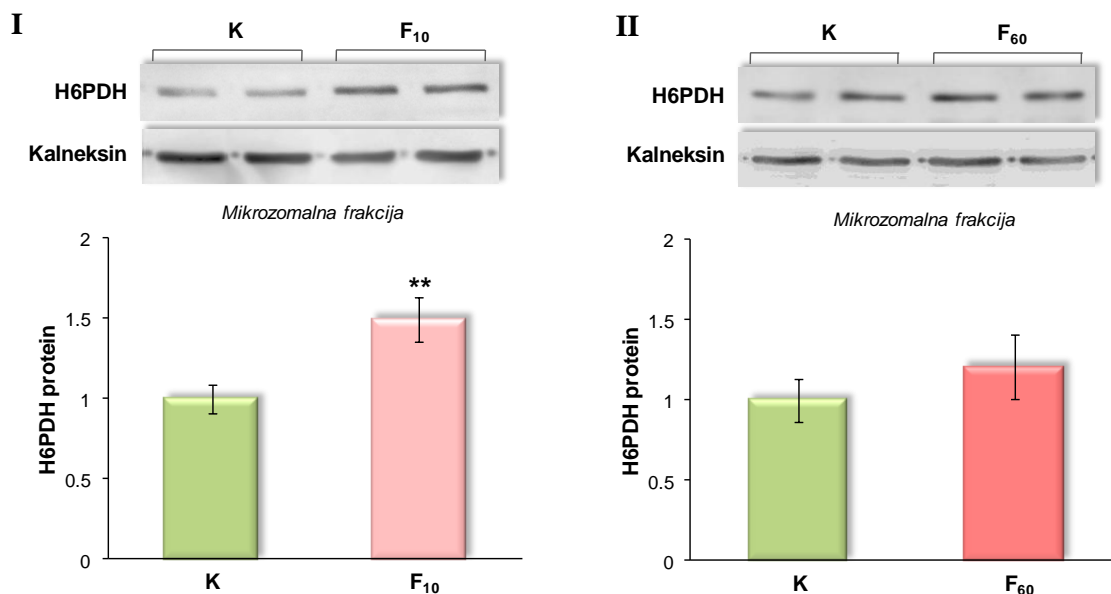 I
K F₁₀
H6PDH
Kalneksin
Mikrozomalna frakcija
2
1.5
1
0.5
0
H6PDH protein
**
K F₁₀
II
K F₆₀
H6PDH
Kalneksin
Mikrozomalna frakcija
2
1.5
1
0.5
0
H6PDH protein
K F₆₀